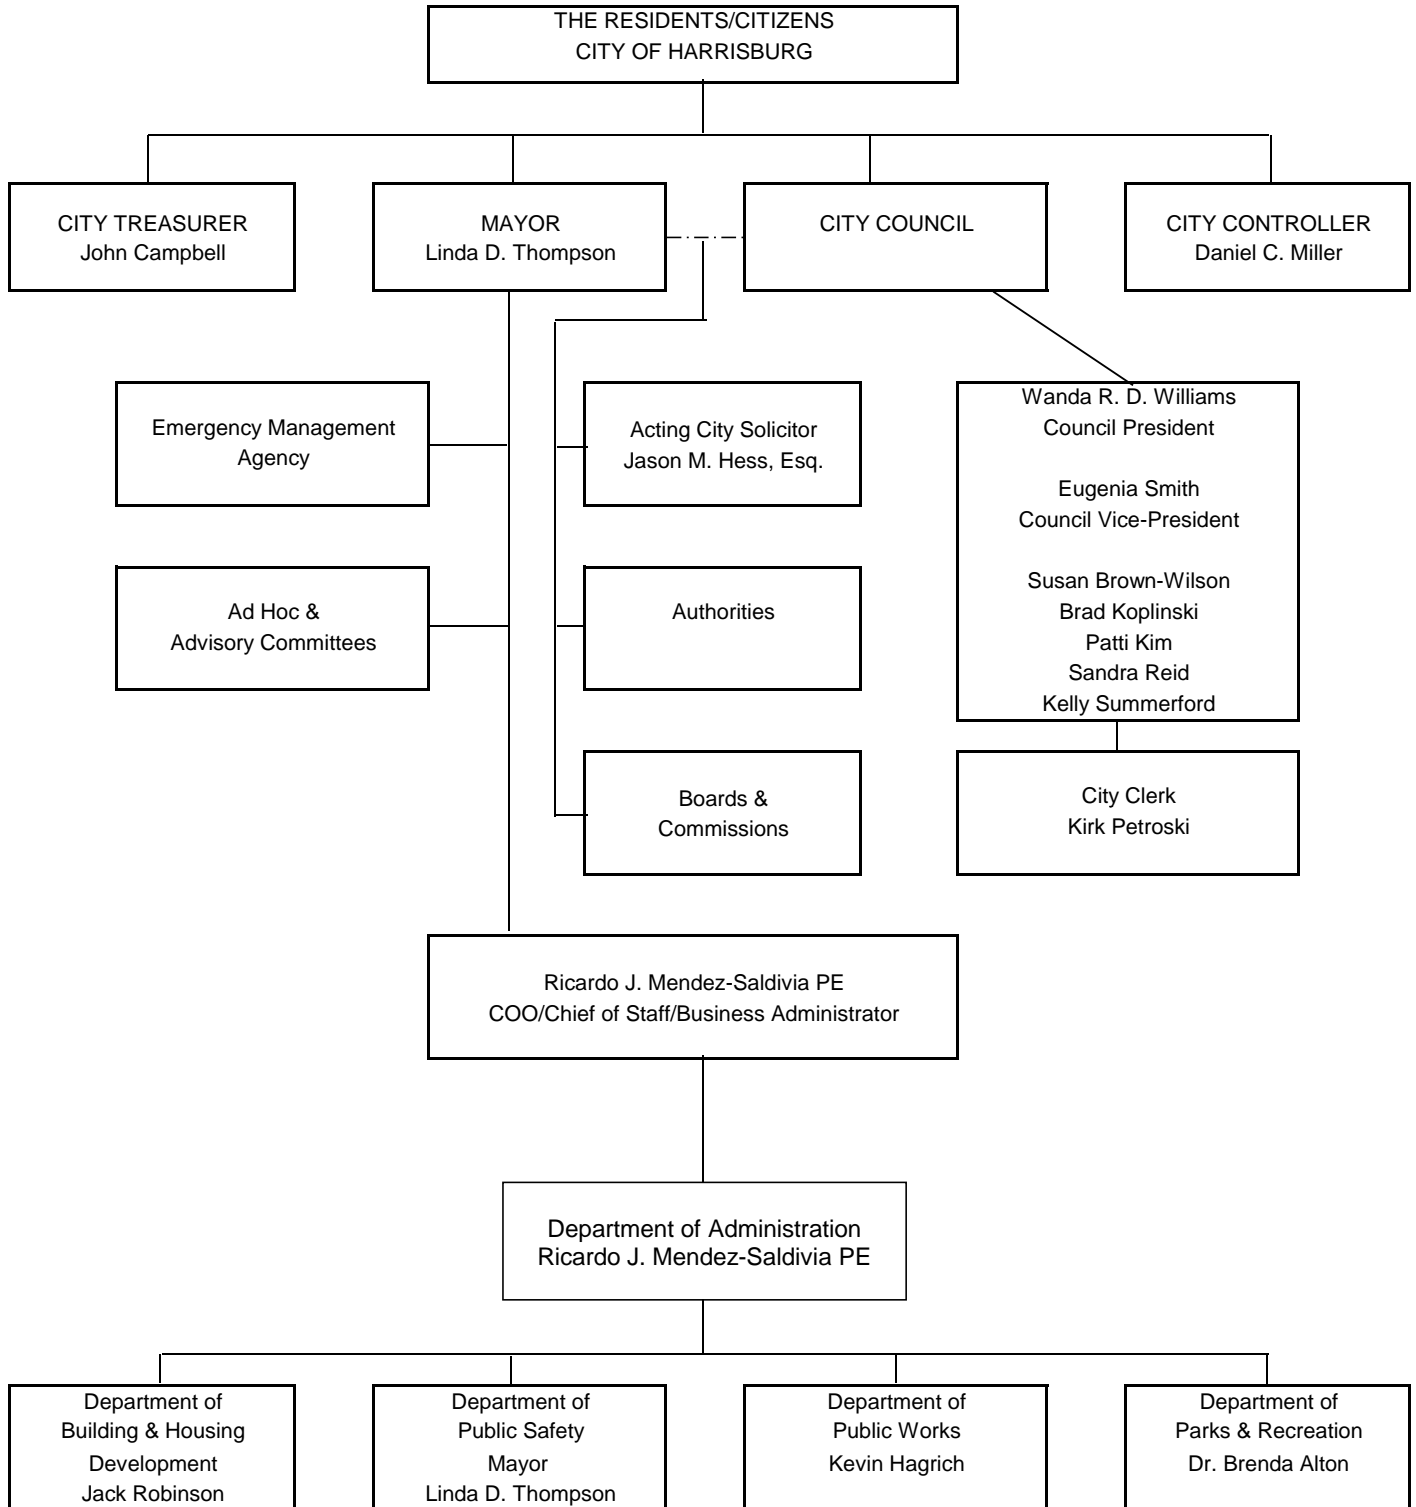 THE RESIDENTS/CITIZENS
CITY OF HARRISBURG
CITY TREASURER
John Campbell
MAYOR
Linda D. Thompson
CITY COUNCIL
CITY CONTROLLER
Daniel C. Miller
Emergency Management
Agency
Acting City Solicitor
Jason M. Hess, Esq.
Wanda R. D. Williams
Council President
Eugenia Smith
Council Vice-President
Susan Brown-Wilson
Brad Koplinski
Patti Kim
Sandra Reid
Kelly Summerford
Ad Hoc &
Advisory Committees
Authorities
Boards &
Commissions
City Clerk
Kirk Petroski
Ricardo J. Mendez-Saldivia PE
COO/Chief of Staff/Business Administrator
Department of Administration
Ricardo J. Mendez-Saldivia PE
Department of
Building & Housing
Development
Jack Robinson
Department of
Public Safety
Mayor
Linda D. Thompson
Department of
Public Works
Kevin Hagrich
Department of
Parks & Recreation
Dr. Brenda Alton